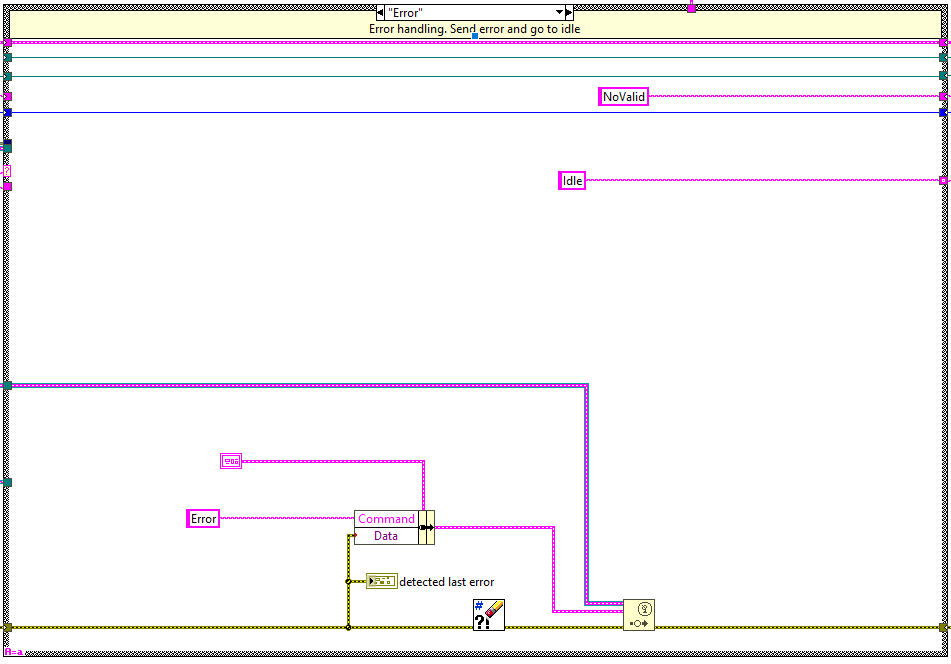 "Error"
Error handling. Send error and go to idle
NoValid
Idle
Error
Command
Data
detected last error
#
?!
A=a